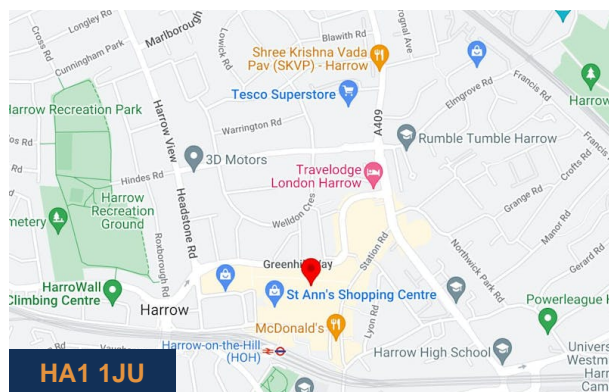 Longley Rd
Cross Rd
Marlborough
Cunningham Park
Lowick Rd
Blawith Rd
Shree Krishna Vada
Pav (SKVP) - Harrow
Tesco Superstore
A409
Elmgrove Rd
Francis Rd
Harrow
Harrow Recreation Park
Harrow View
Warrington Rd
Rumble Tumble Harrow
3D Motors
Hindes Rd
Headstone Rd
Travelodge
London Harrow
Crofts Rd
Harrow
Recreation
Ground
Welldon Cres
Grange Rd
Manor Rd
Gerard Rd
Roxborough Rd
Station Rd
Northwick Park Rd
HarroWall
Climbing Centre
St Ann's Shopping Centre
Powerleague H
Harrow
McDonald's
Lyon Rd
Harrow-on-the-Hill
(HOH)
Harrow High School
HA1 1JU